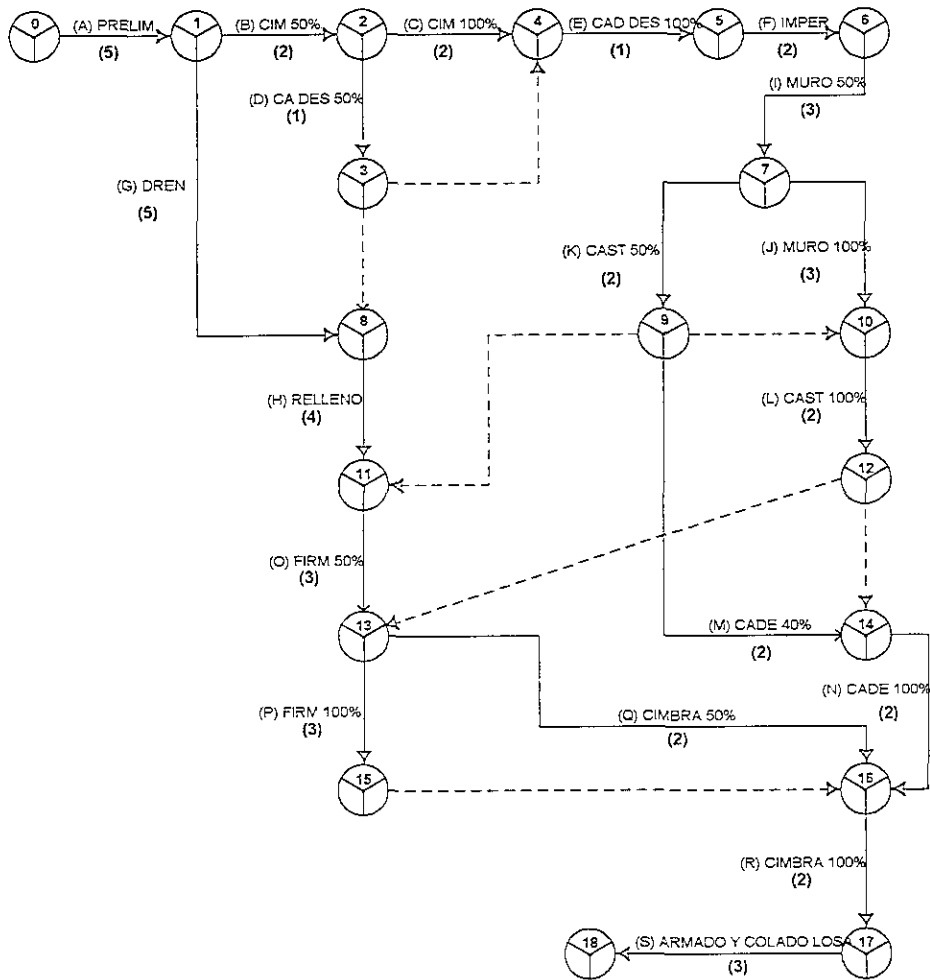 0
(A) PRELIM.
(5)
1
(B) CIM 50%
(2)
2
(C) CIM 100%
(2)
4
(E) CAD DES 100%
(1)
5
(F) IMPER
(2)
6
(D) CA DES 50%
(1)
(I) MURO 50%
(3)
3
7
(G) DREN
(5)
(K) CAST 50%
(2)
(J) MURO 100%
(3)
8
9
10
(H) RELLENO
(4)
(L) CAST 100%
(2)
11
12
(O) FIRM 50%
(3)
13
(M) CADE 40%
(2)
14
(P) FIRM 100%
(3)
(Q) CIMBRA 50%
(2)
(N) CADE 100%
(2)
15
16
(R) CIMBRA 100%
(2)
18
(S) ARMADO Y COLADO LOSA
(3)
17